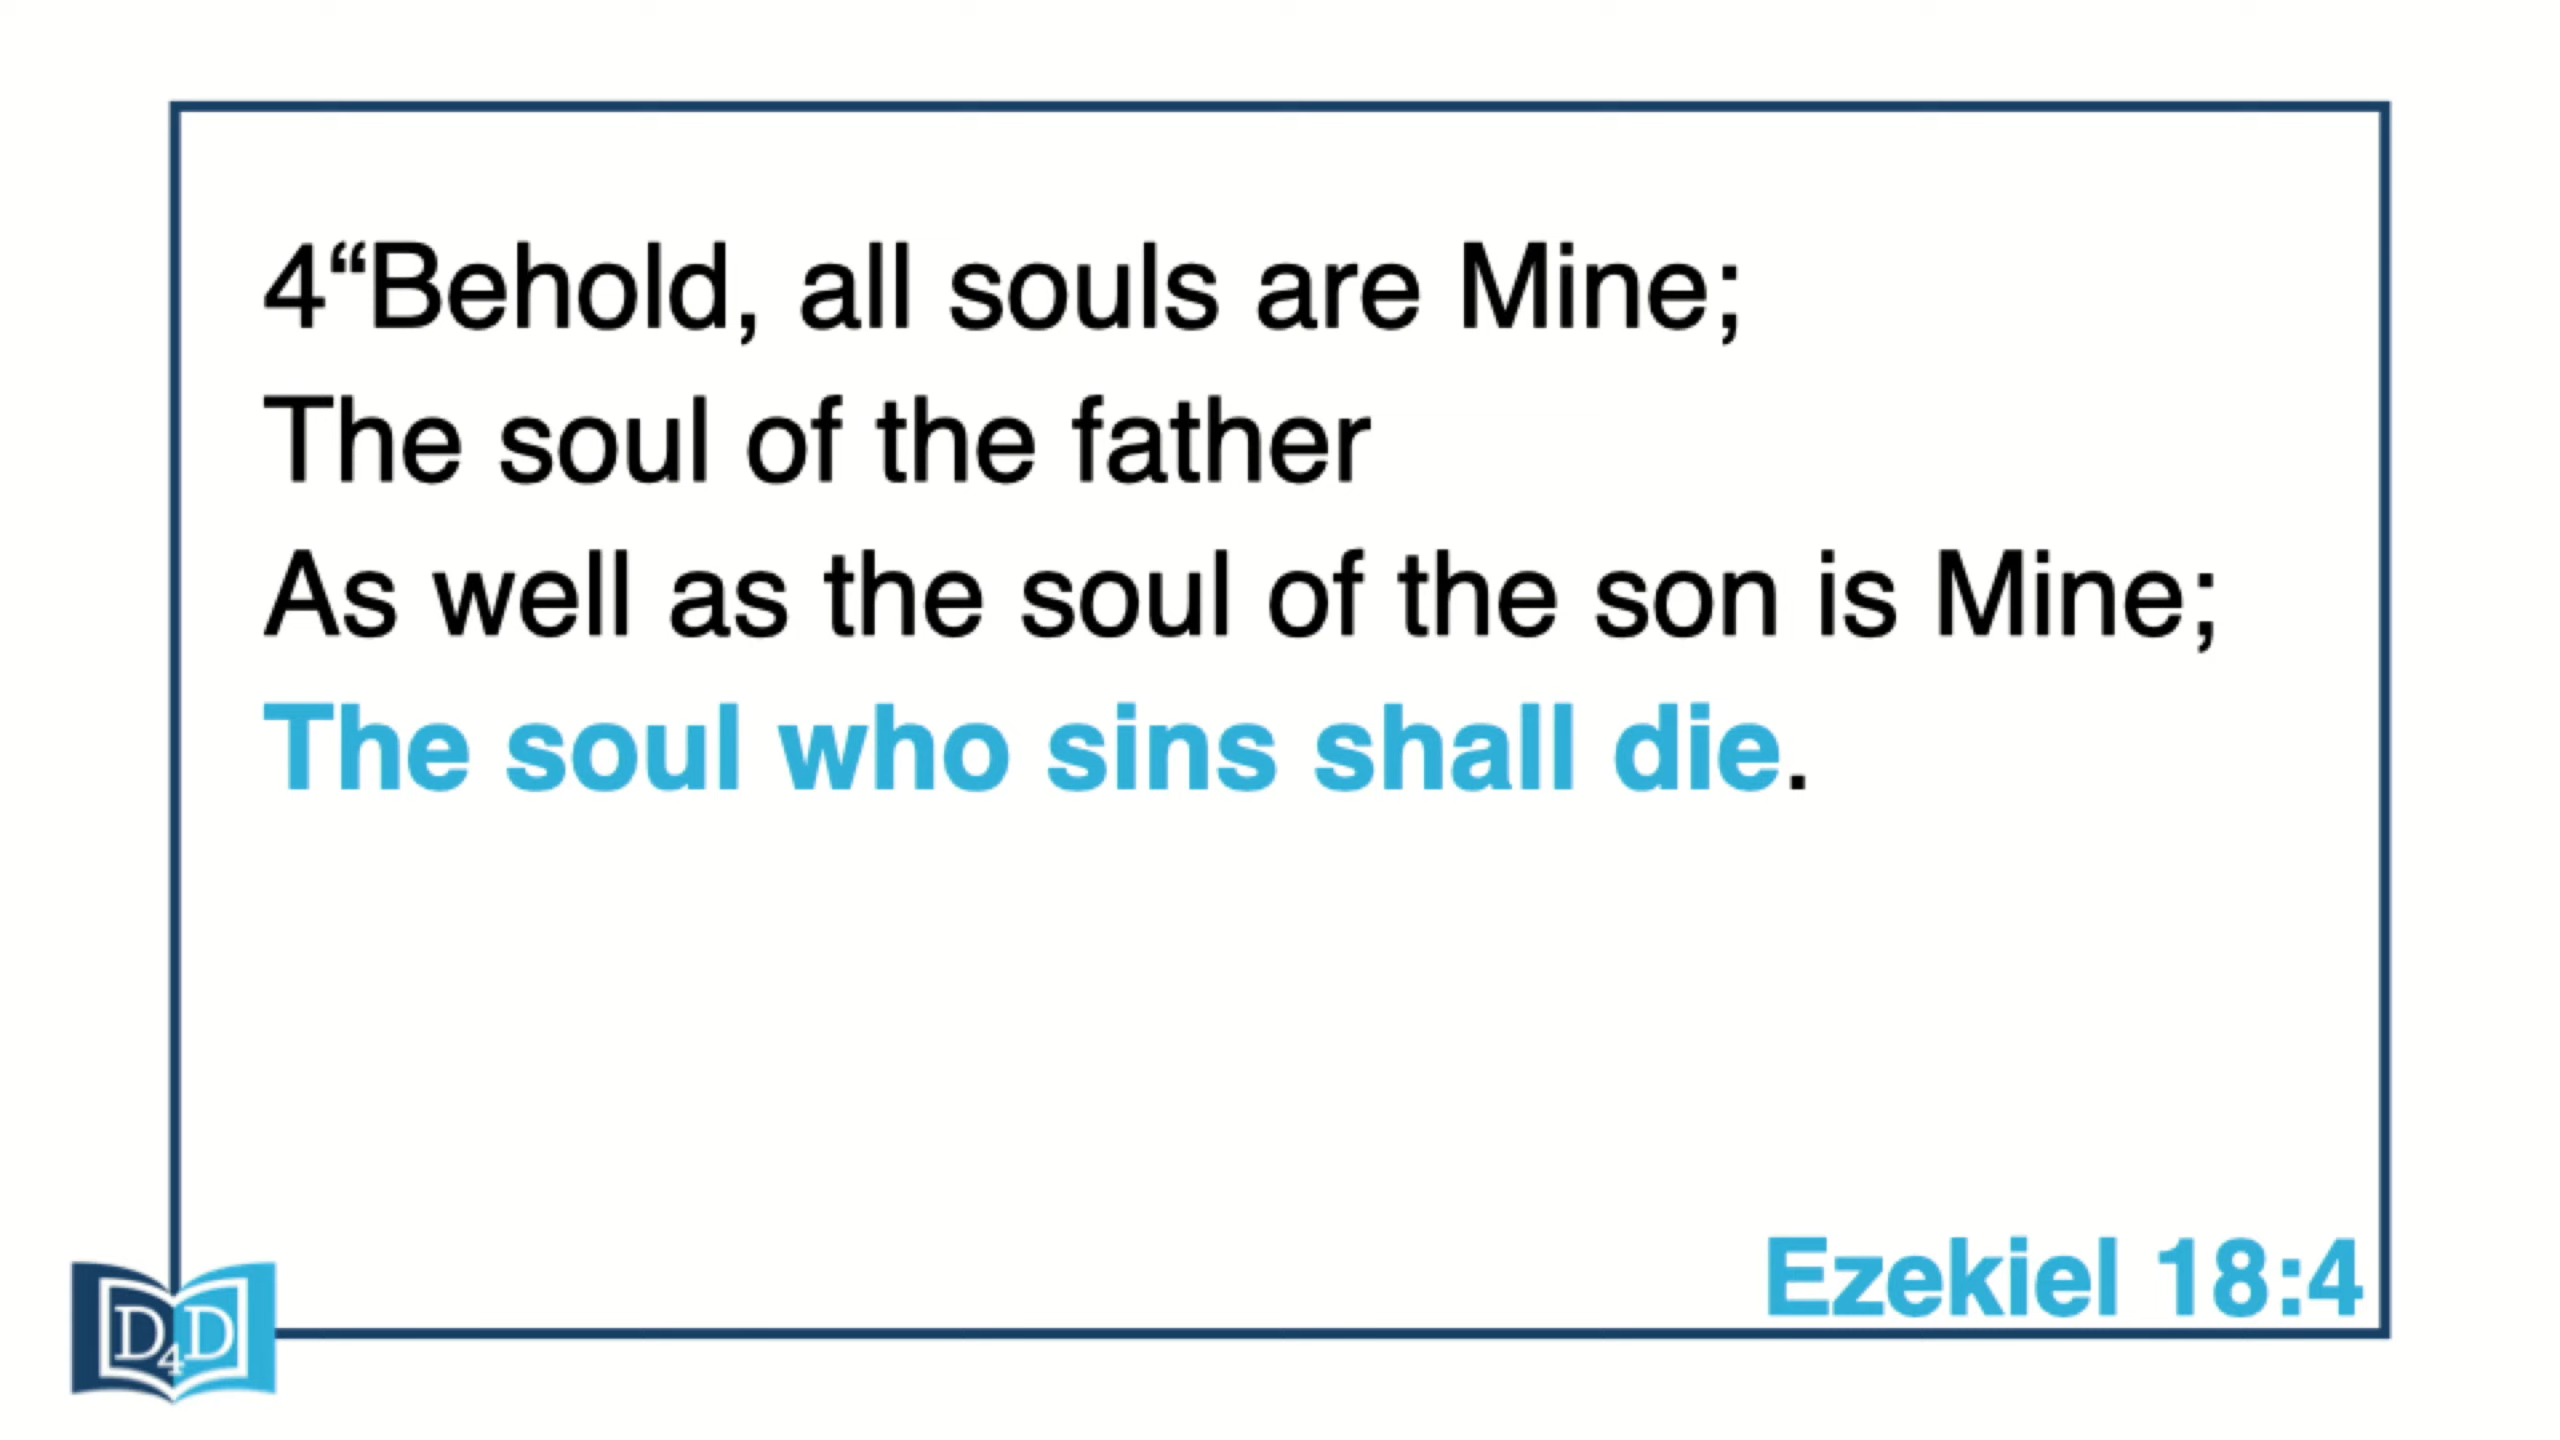 4“Behold, all souls are Mine;
The soul of the father
As well as the soul of the son is Mine;
The soul who sins shall die.
Ezekiel 18:4
D4D